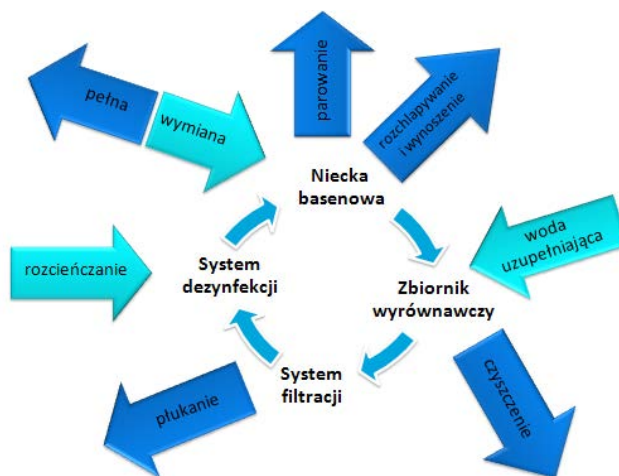 pełna
wymiana
parowanie
rozchlapywanie
i wynoszenie
Niecka
basenowa
woda
uzupełniająca
rozcieńczanie
System
dezynfekcji
Zbiornik
wyrównawczy
System
filtracji
płukanie
czyszczenie